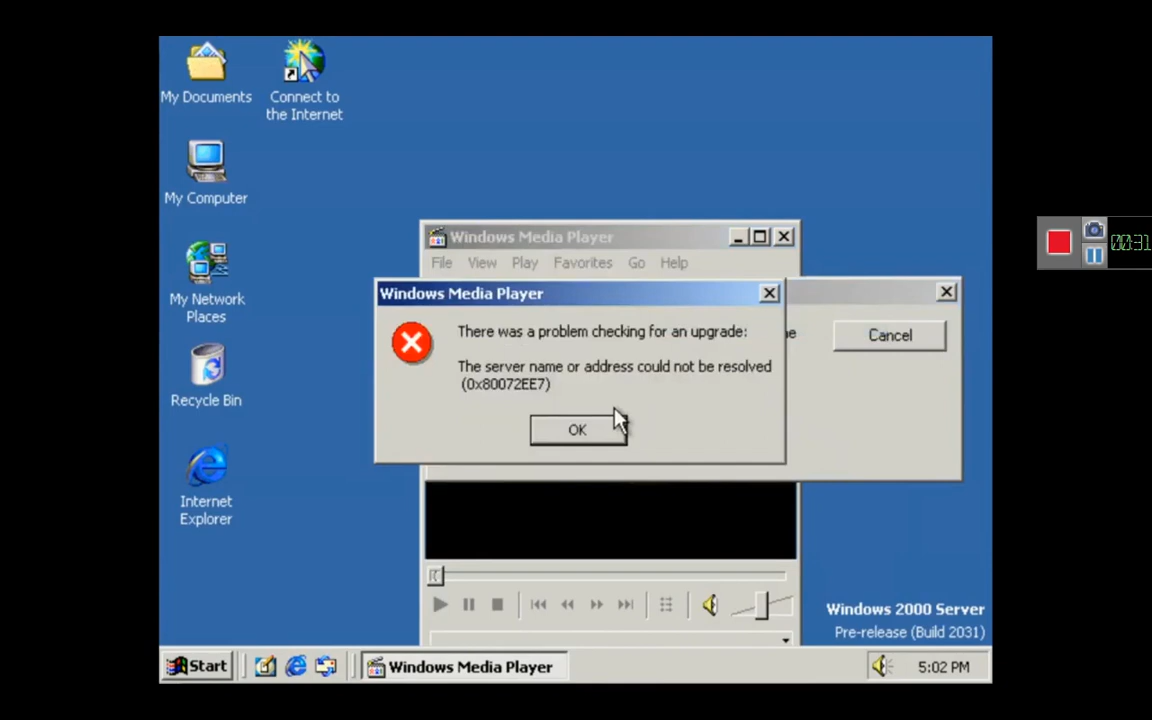 My Documents
Connect to
the Internet
My Computer
My Network
Places
Recycle Bin
Internet
Explorer
Windows Media Player
File View Play Favorites Go Help
Windows Media Player
There was a problem checking for an upgrade:
The server name or address could not be resolved
(0x80072EE7)
OK
Cancel
Windows 2000 Server
Pre-release (Build 2031)
Start
Windows Media Player
5:02 PM